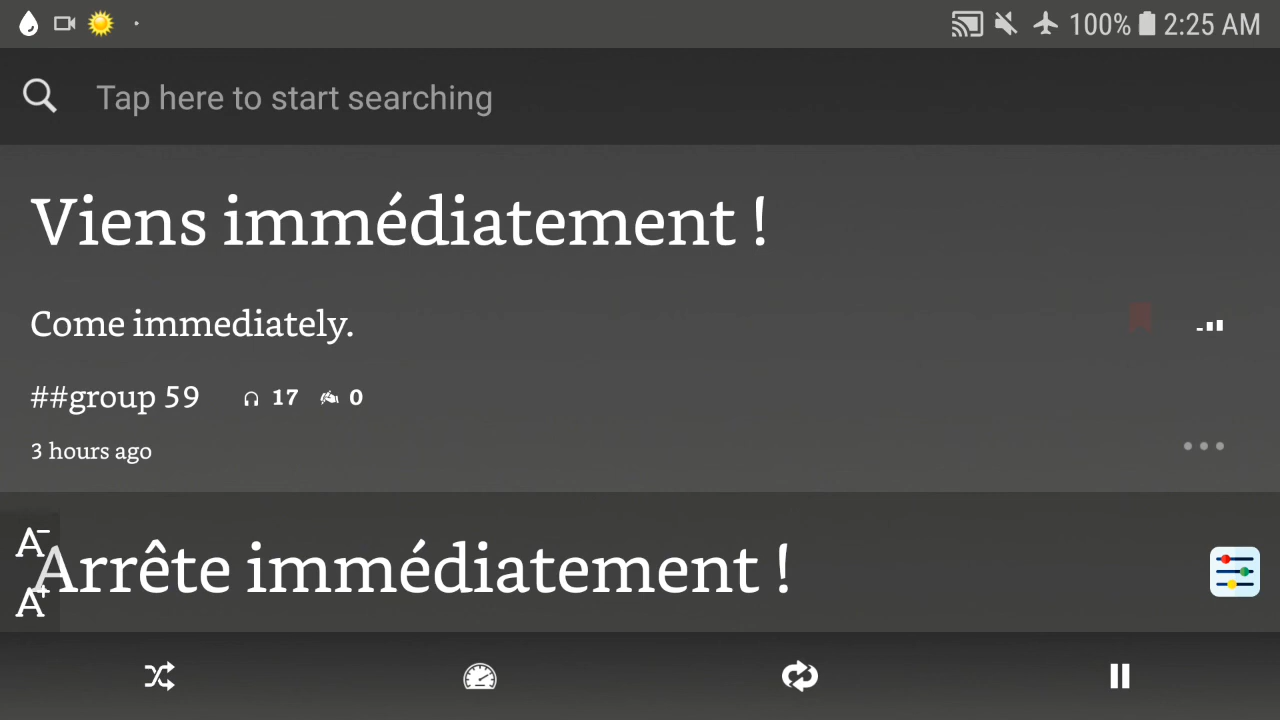 100% 2:25 AM
Tap here to start searching
Viens immédiatement !
Come immediately.
##group 59 17 0
3 hours ago
A-
Arrête immédiatement !
A+